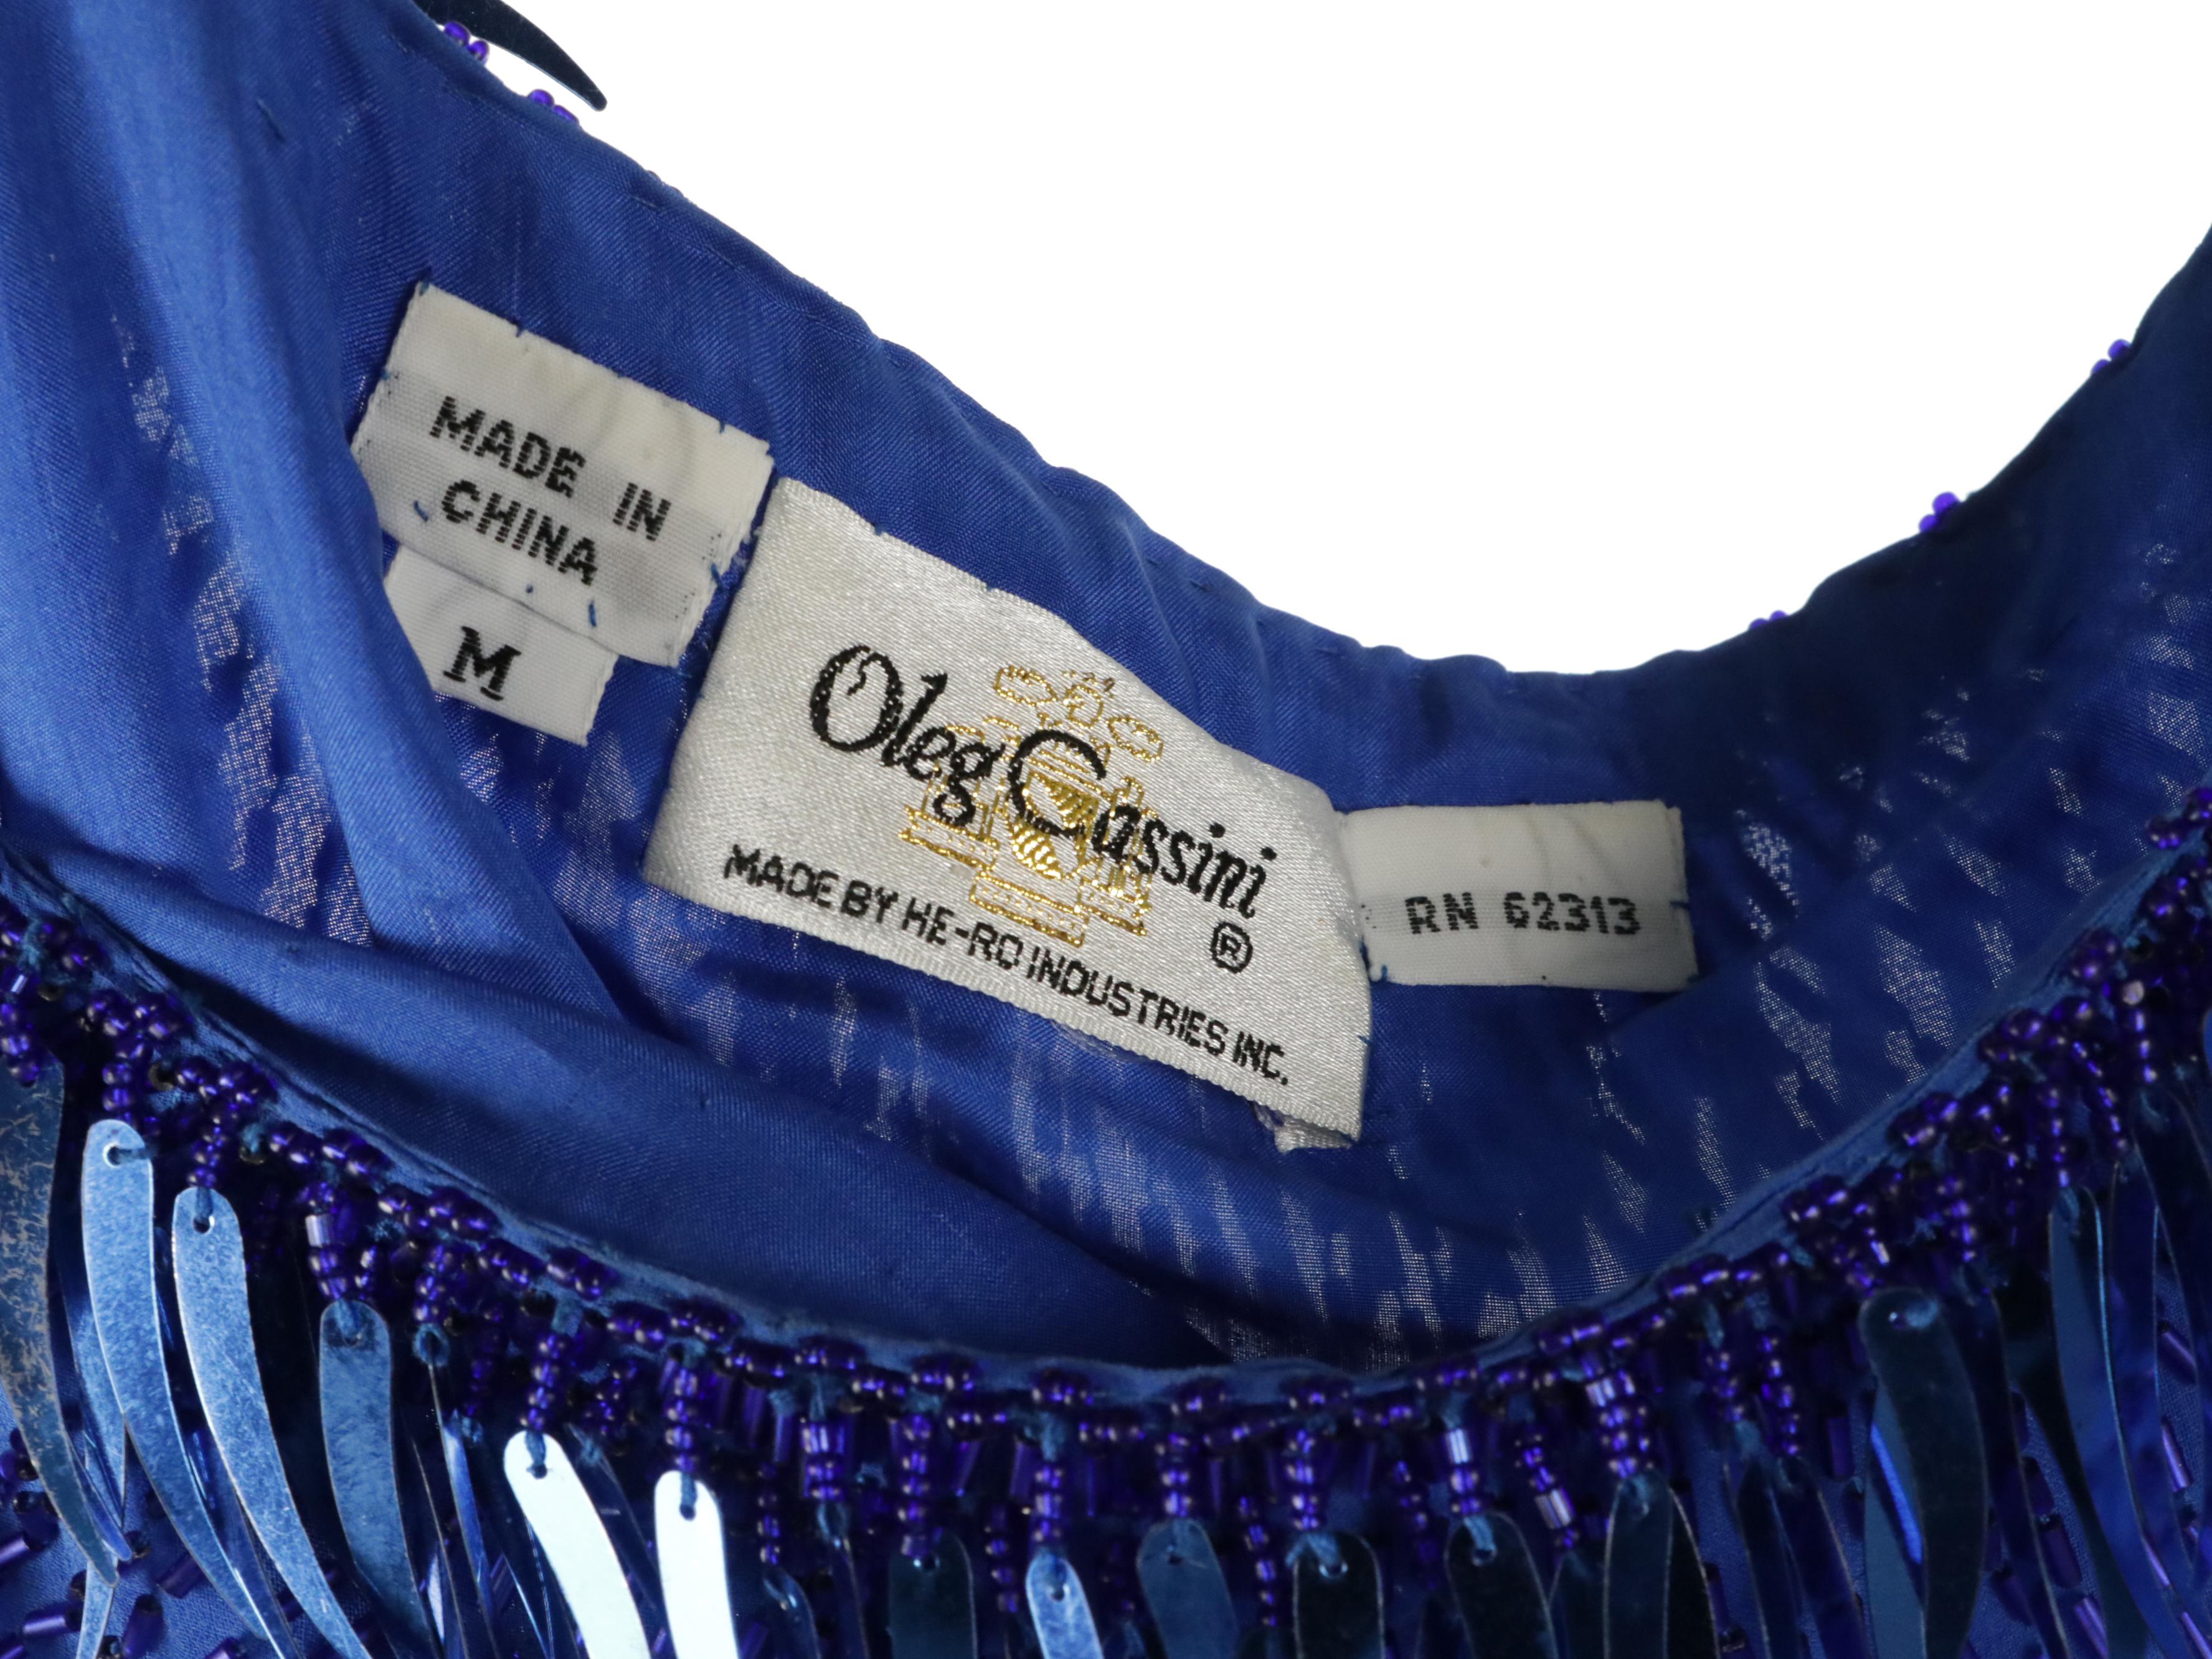 MADE IN
CHINA
M
Oleg Cassini ®
MADE BY HE-RO INDUSTRIES INC.
RN 62313